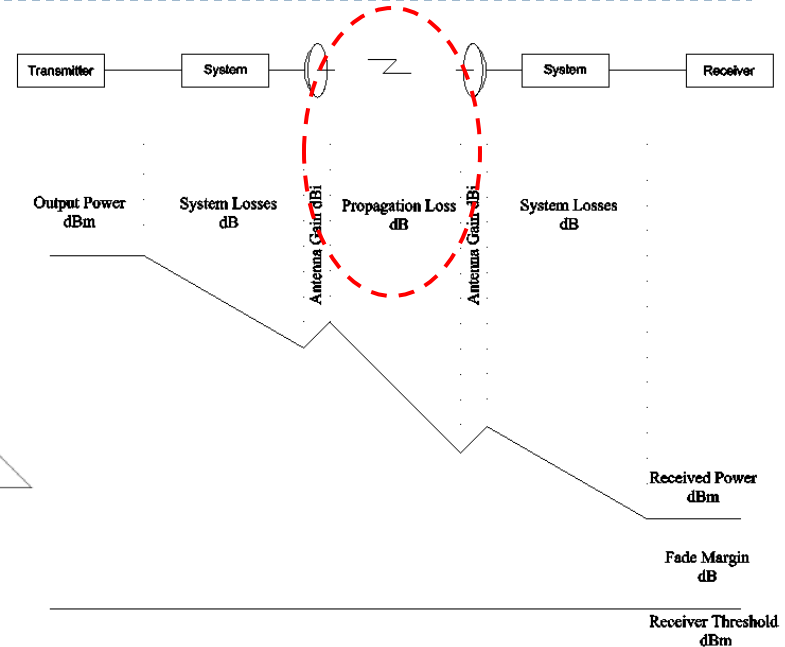 Transmitter
System
System
Receiver
Output Power
dBm
System Losses
dB
Antenna Gain dBi
Propagation Loss
dB
Antenna Gain dBi
System Losses
dB
Received Power
dBm
Fade Margin
dB
Receiver Threshold
dBm